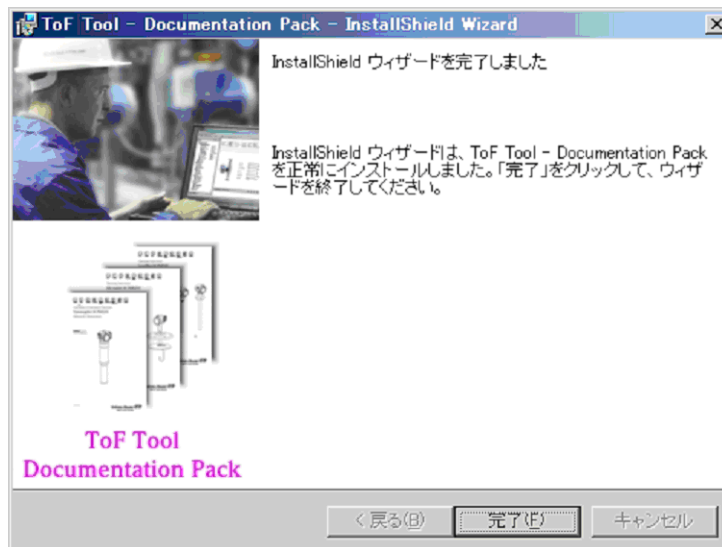 ToF Tool - Documentation Pack - InstallShield Wizard
InstallShield ウィザードを完了しました
InstallShield ウィザードは、ToF Tool - Documentation Pack
を正常にインストールしました。「完了」をクリックして、ウィザ
ードを終了してください。
ToF Tool
Documentation Pack
< 戻る(B)
完了(F)
キャンセル